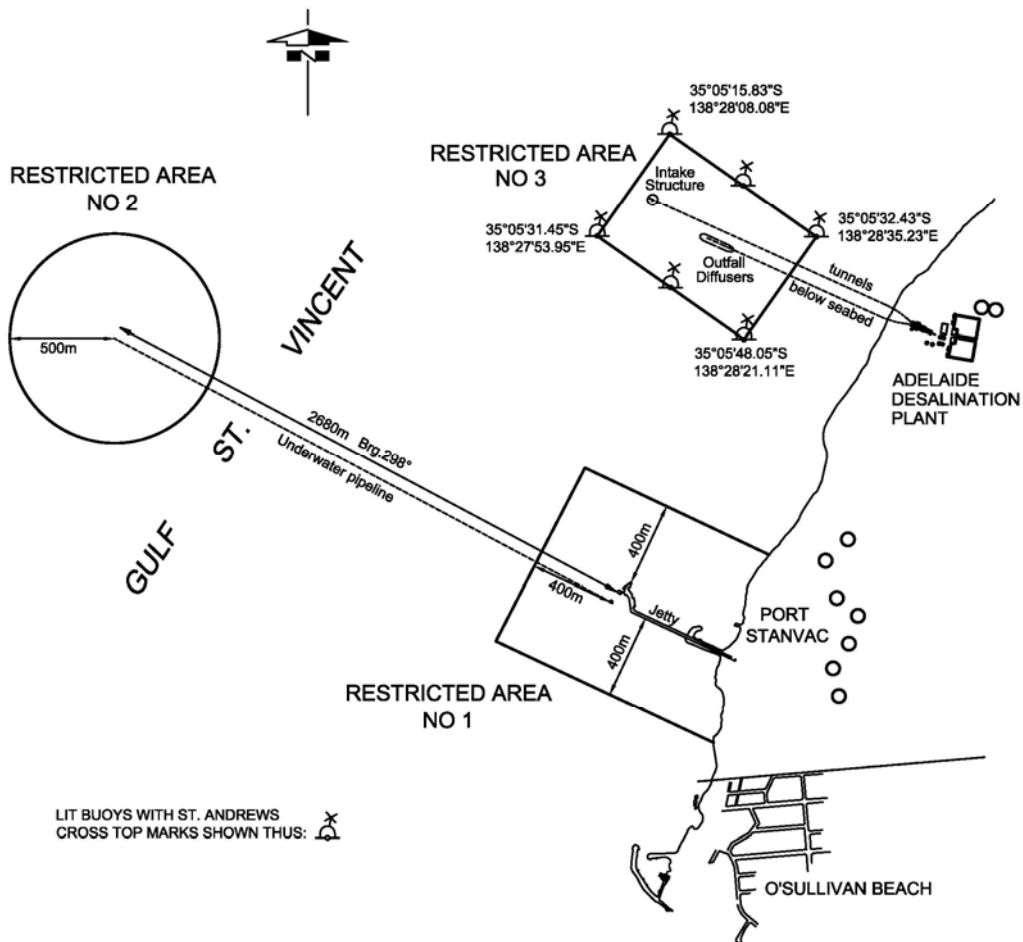 N
35°05'15.83"S
138°28'08.08"E
RESTRICTED AREA
NO 3
RESTRICTED AREA
NO 2
Intake
Structure
35°05'31.45"S
138°27'53.95"E
35°05'32.43"S
138°28'35.23"E
Outfall
Diffusers
tunnels
below seabed
VINCENT
500m
35°05'48.05"S
138°28'21.11"E
ADELAIDE
DESALINATION
PLANT
2680m Brg.298°
Underwater pipeline
ST.
GULF
400m
400m
Jetty
400m
PORT
STANVAC
RESTRICTED AREA
NO 1
LIT BUOYS WITH ST. ANDREWS
CROSS TOP MARKS SHOWN THUS:
O'SULLIVAN BEACH